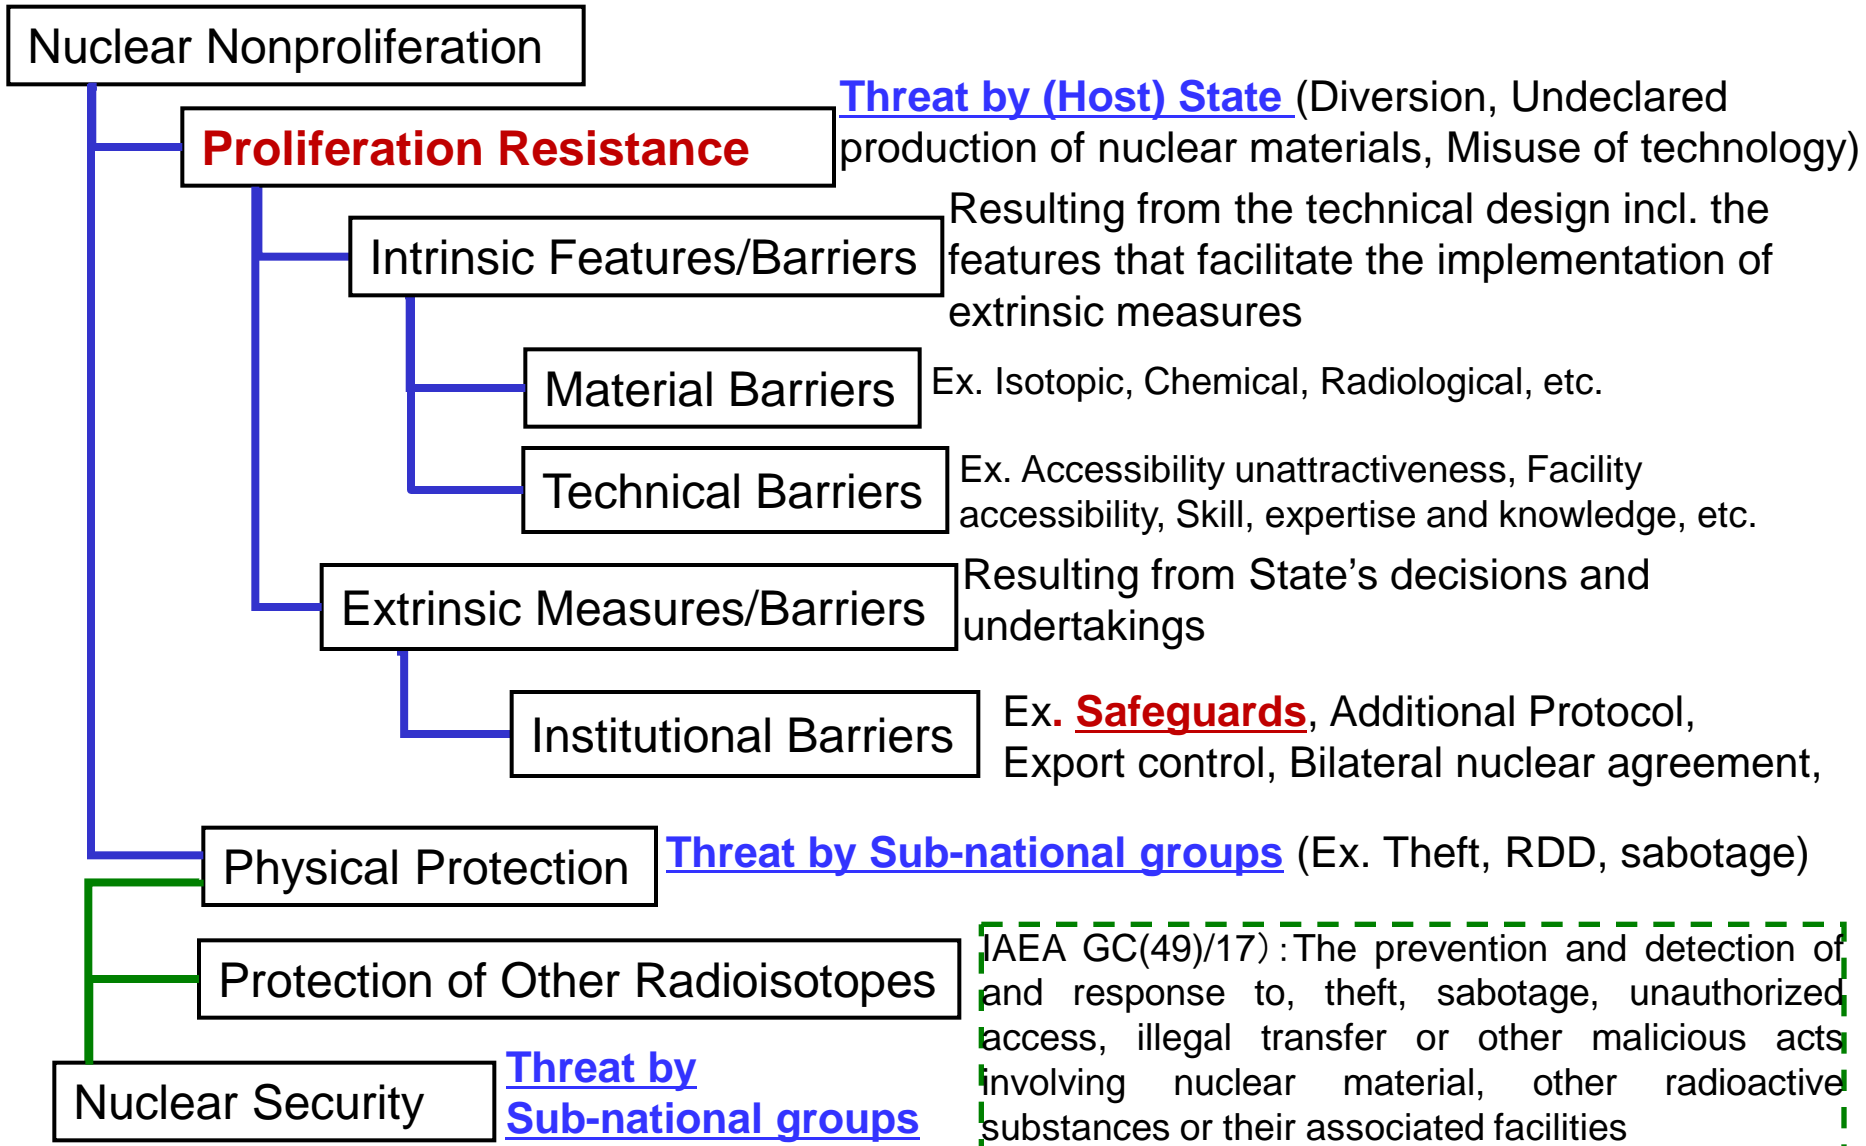 Nuclear Nonproliferation
Threat by (Host) State (Diversion, Undeclared
production of nuclear materials, Misuse of technology)
Proliferation Resistance
Resulting from the technical design incl. the
features that facilitate the implementation of
extrinsic measures
Intrinsic Features/Barriers
Material Barriers
Ex. Isotopic, Chemical, Radiological, etc.
Technical Barriers
Ex. Accessibility unattractiveness, Facility
accessibility, Skill, expertise and knowledge, etc.
Extrinsic Measures/Barriers
Resulting from State’s decisions and
undertakings
Institutional Barriers
Ex. Safeguards, Additional Protocol,
Export control, Bilateral nuclear agreement,
Physical Protection
Threat by Sub-national groups (Ex. Theft, RDD, sabotage)
Protection of Other Radioisotopes
IAEA GC(49)/17）:The prevention and detection of
and response to, theft, sabotage, unauthorized
access, illegal transfer or other malicious acts
involving nuclear material, other radioactive
substances or their associated facilities
Nuclear Security
Threat by
Sub-national groups